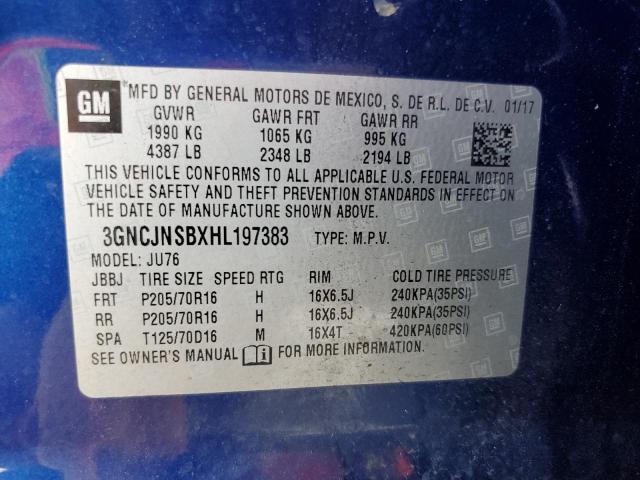 GM
MFD BY GENERAL MOTORS DE MEXICO, S. DE R.L. DE C.V. 01/17
GVWR GAWR FRT GAWR RR
1990 KG 1065 KG 995 KG
4387 LB 2348 LB 2194 LB
THIS VEHICLE CONFORMS TO ALL APPLICABLE U.S. FEDERAL MOTOR
VEHICLE SAFETY AND THEFT PREVENTION STANDARDS IN EFFECT ON
THE DATE OF MANUFACTURE SHOWN ABOVE.
3GNCJNSBXHL197383 TYPE: M.P.V.
MODEL: JU76
JBBJ TIRE SIZE SPEED RTG RIM COLD TIRE PRESSURE
FRT P205/70R16 H 16X6.5J 240KPA(35PSI)
RR P205/70R16 H 16X6.5J 240KPA(35PSI)
SPA T125/70D16 M 16X4T 420KPA(60PSI)
SEE OWNER'S MANUAL FOR MORE INFORMATION.